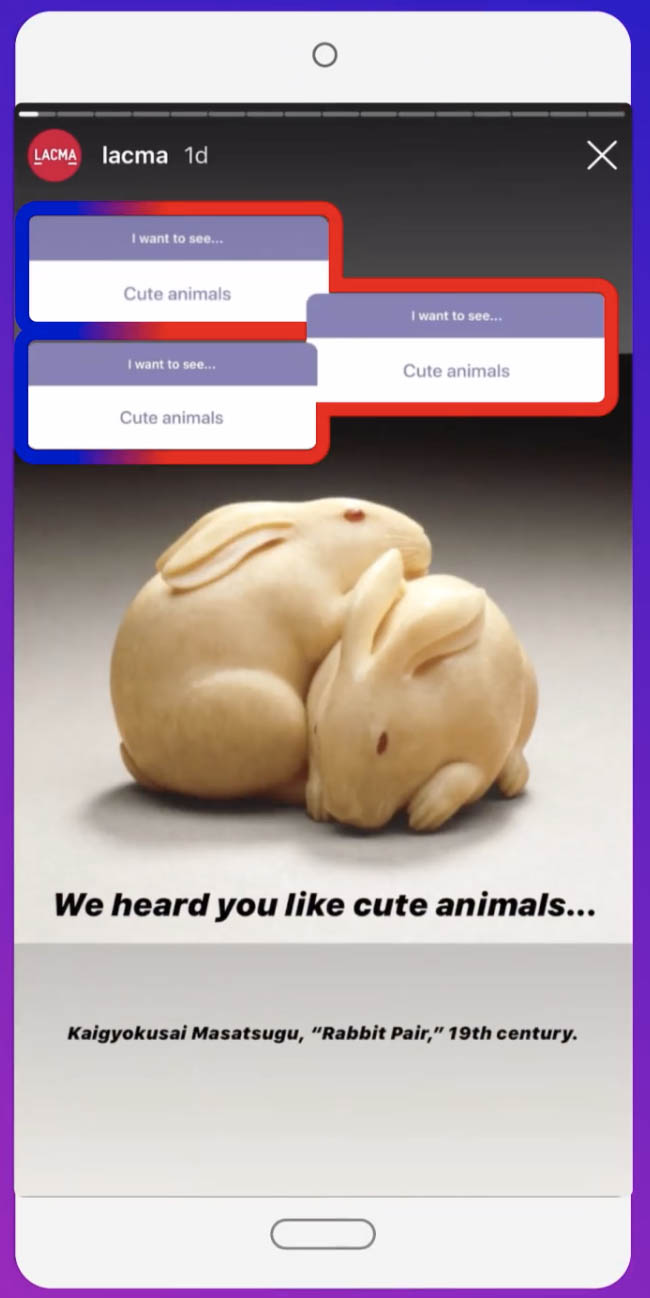 LACMA
lacma 1d
I want to see...
Cute animals
I want to see...
Cute animals
I want to see...
Cute animals
We heard you like cute animals...
Kaigyokusai Masatsugu, “Rabbit Pair,” 19th century.